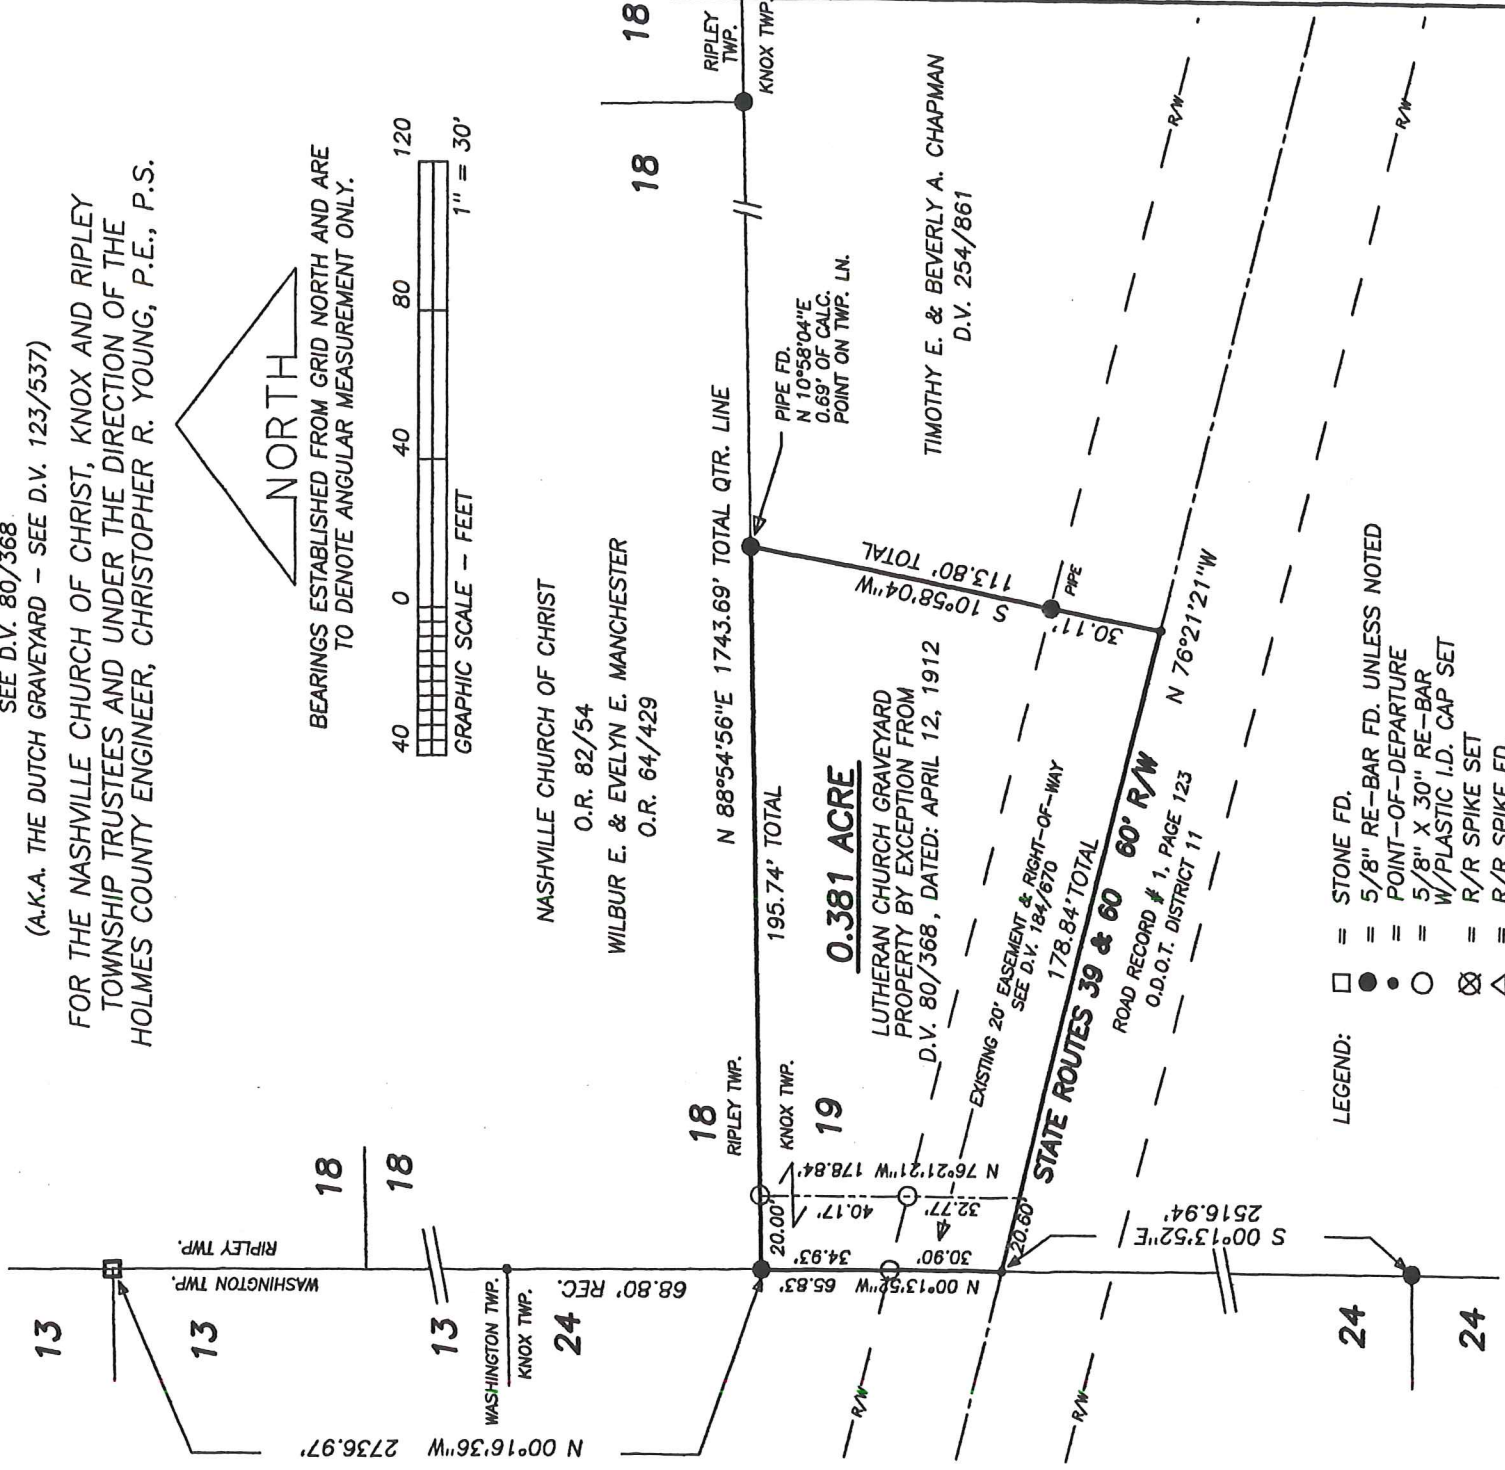 SEE D.V. 80/368
(A.K.A. THE DUTCH GRAVEYARD - SEE D.V. 123/537)
FOR THE NASHVILLE CHURCH OF CHRIST, KNOX AND RIPLEY
TOWNSHIP TRUSTEES AND UNDER THE DIRECTION OF THE
HOLMES COUNTY ENGINEER, CHRISTOPHER R. YOUNG, P.E., P.S.
NORTH
BEARINGS ESTABLISHED FROM GRID NORTH AND ARE
TO DENOTE ANGULAR MEASUREMENT ONLY.
40 0 40 80 120
GRAPHIC SCALE - FEET 1" = 30'
NASHVILLE CHURCH OF CHRIST
O.R. 82/54
WILBUR E. & EVELYN E. MANCHESTER
O.R. 64/429
13
13
13
WASHINGTON TWP.
RIPLEY TWP.
18
18
WASHINGTON TWP.
KNOX TWP.
24
N 00°16'36"W 2736.97'
68.80' REC.
18
RIPLEY TWP.
KNOX TWP.
19
N 88°54'56"E 1743.69' TOTAL QTR. LINE
195.74' TOTAL
18
18
RIPLEY
TWP.
KNOX TWP.
PIPE FD.
N 10°58'04"E
0.69' OF CALC.
POINT ON TWP. LN.
TIMOTHY E. & BEVERLY A. CHAPMAN
D.V. 254/861
0.381 ACRE
LUTHERAN CHURCH GRAVEYARD
PROPERTY BY EXCEPTION FROM
D.V. 80/368, DATED: APRIL 12, 1912
S 10°58'04"W
113.80' TOTAL
30.11'
PIPE
20.00'
N 76°21'21"W 178.84'
40.17'
32.77'
34.93'
30.90'
N 00°13'52"W 65.83'
20.60'
EXISTING 20' EASEMENT & RIGHT-OF-WAY
SEE D.V. 184/670
178.84' TOTAL
N 76°21'21"W
STATE ROUTES 39 & 60 60' R/W
ROAD RECORD # 1, PAGE 123
O.D.O.T. DISTRICT 11
R/W
R/W
R/W
R/W
S 00°13'52"E
2516.94'
24
24
LEGEND:
= STONE FD.
= 5/8" RE-BAR FD. UNLESS NOTED
= POINT-OF-DEPARTURE
= 5/8" X 30" RE-BAR
W/PLASTIC I.D. CAP SET
= R/R SPIKE SET
= R/R SPIKE FD.